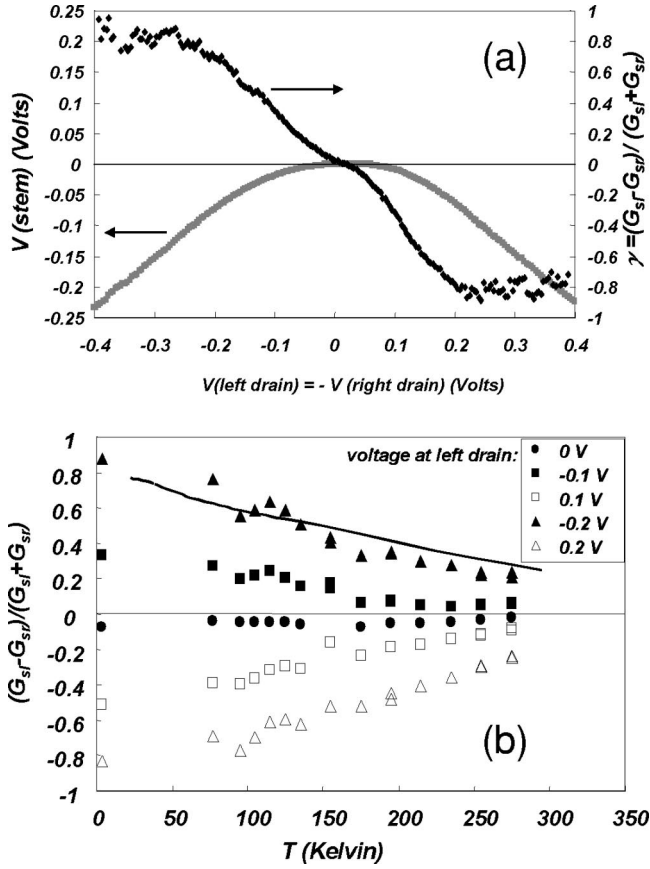 (a)
0.25
0.2
0.15
0.1
0.05
0
-0.05
-0.1
-0.15
-0.2
0.25
V (stem) (Volts)
1
0.8
0.6
0.4
0.2
0
-0.2
-0.4
-0.6
-0.8
-1
γ =(Gsl-Gsr)/ (Gsl+Gsr)
-0.4 -0.3 -0.2 -0.1 0 0.1 0.2 0.3 0.4
V(left drain) = - V (right drain) (Volts)
voltage at left drain:
0 V
-0.1 V
0.1 V
-0.2 V
0.2 V
1
0.8
0.6
0.4
0.2
0
-0.2
-0.4
-0.6
-0.8
-1
(Gsl-Gsr)/(Gsl+Gsr)
(b)
0 50 100 150 200 250 300 350
T (Kelvin)